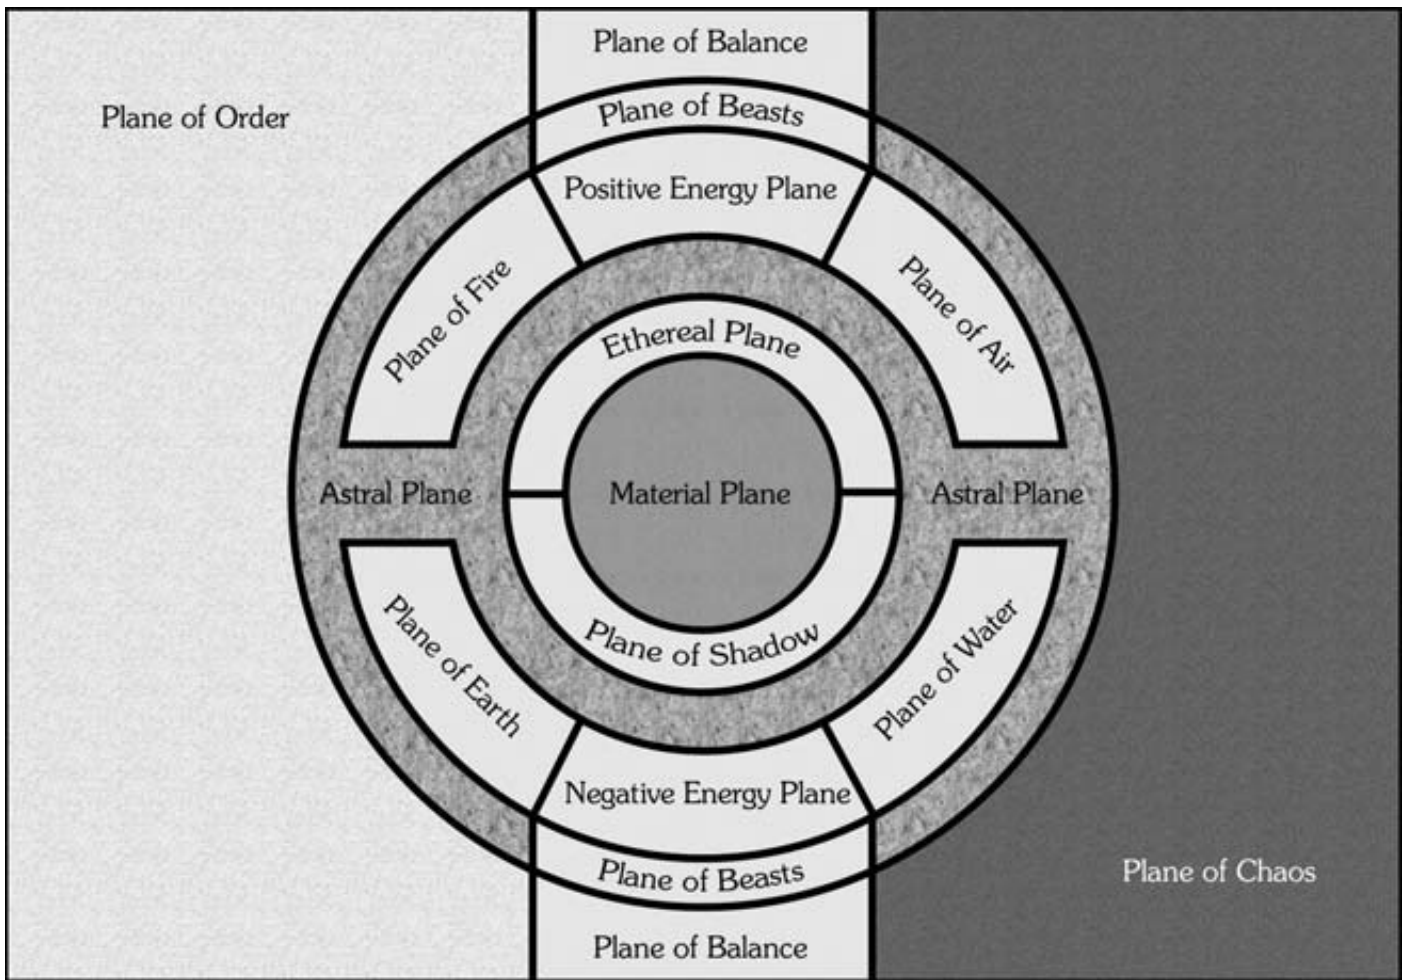 Plane of Balance
Plane of Order
Plane of Beasts
Positive Energy Plane
Plane of Fire
Plane of Air
Ethereal Plane
Astral Plane
Material Plane
Astral Plane
Plane of Shadow
Plane of Earth
Plane of Water
Negative Energy Plane
Plane of Beasts
Plane of Chaos
Plane of Balance